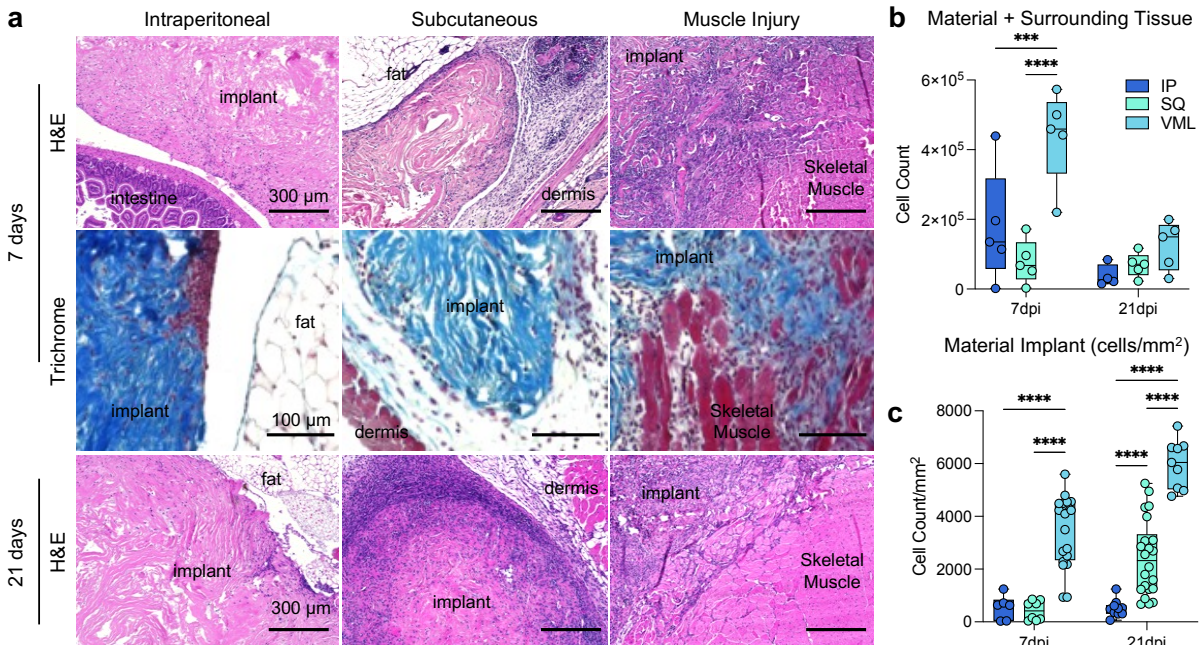 a
Intraperitoneal
Subcutaneous
Muscle Injury
7 days
H&E
implant
intestine
300 µm
fat
dermis
implant
Skeletal
Muscle
Trichrome
implant
fat
100 µm
implant
dermis
implant
Skeletal
Muscle
21 days
H&E
fat
implant
300 µm
dermis
implant
implant
Skeletal
Muscle
b
Material + Surrounding Tissue
***
****
IP
SQ
VML
Cell Count
6×10⁵
4×10⁵
2×10⁵
0
7dpi
21dpi
c
Material Implant (cells/mm²)
****
****
****
****
****
Cell Count/mm²
8000
6000
4000
2000
0
7dpi
21dpi